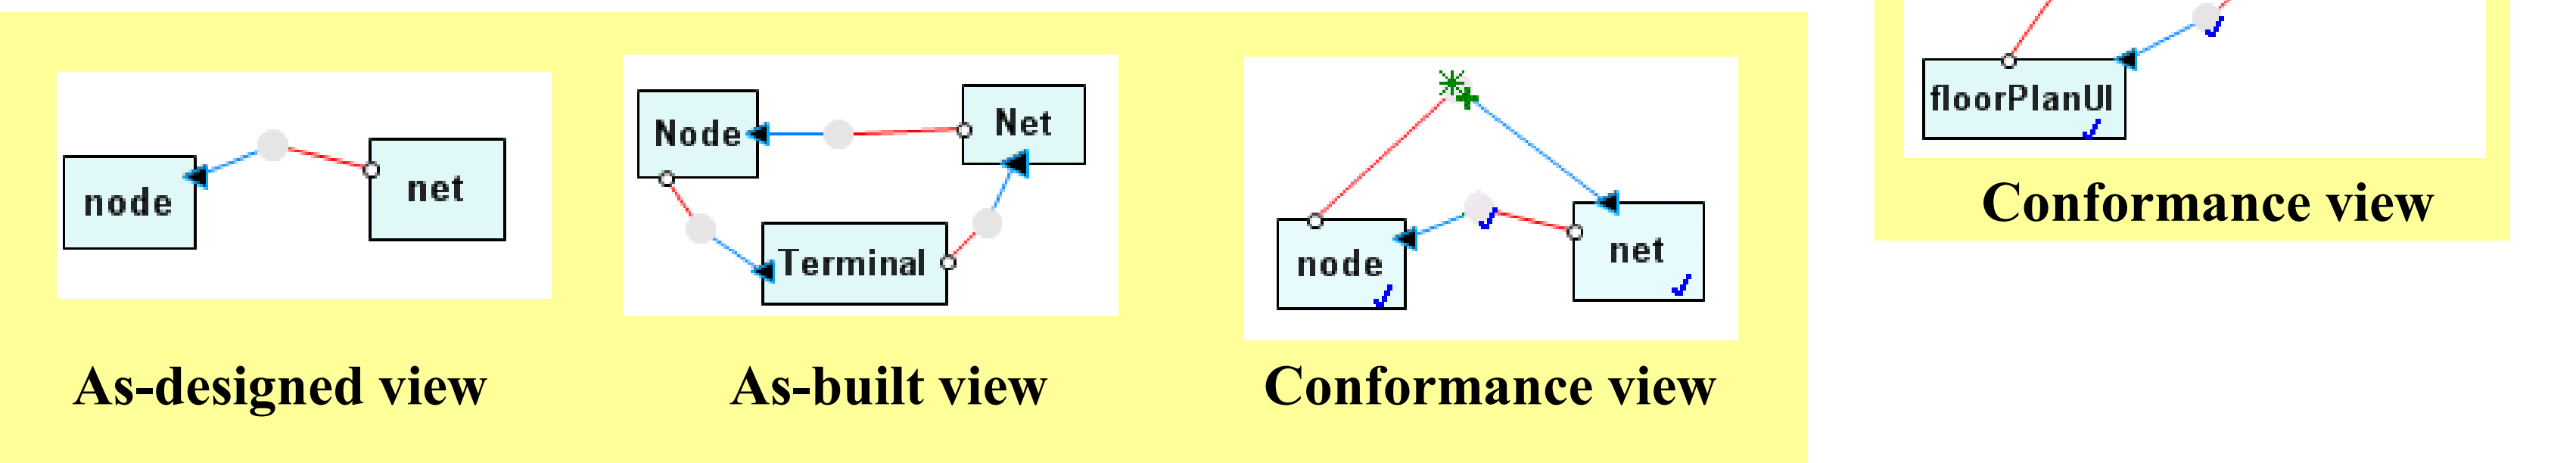 node
net
As-designed view
Node
Net
Terminal
As-built view
node
net
Conformance view
floorPlanUI
Conformance view